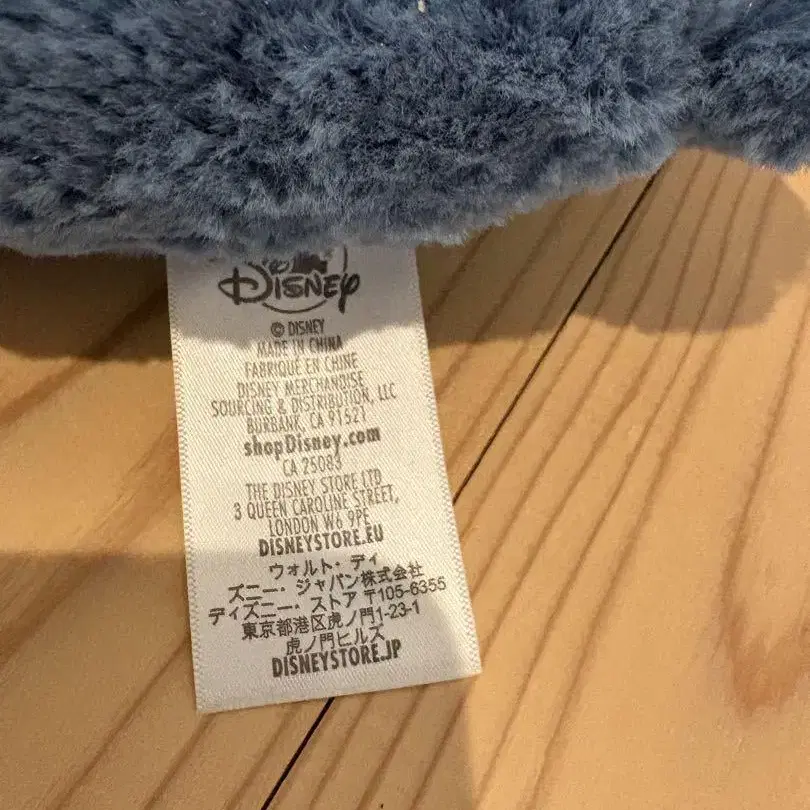 Disney
© DISNEY
MADE IN CHINA
FABRIQUÉ EN CHINE
DISNEY MERCHANDISE
SOURCING & DISTRIBUTION, LLC
BURBANK, CA 91521
shopDisney.com
CA 25083
THE DISNEY STORE LTD
3 QUEEN CAROLINE STREET,
LONDON W6 9PE
DISNEYSTORE.EU
ウォルト・ディ
ズニー・ジャパン株式会社
ディズニー・ストア 〒105-6355
東京都港区虎ノ門1-23-1
虎ノ門ヒルズ
DISNEYSTORE.JP